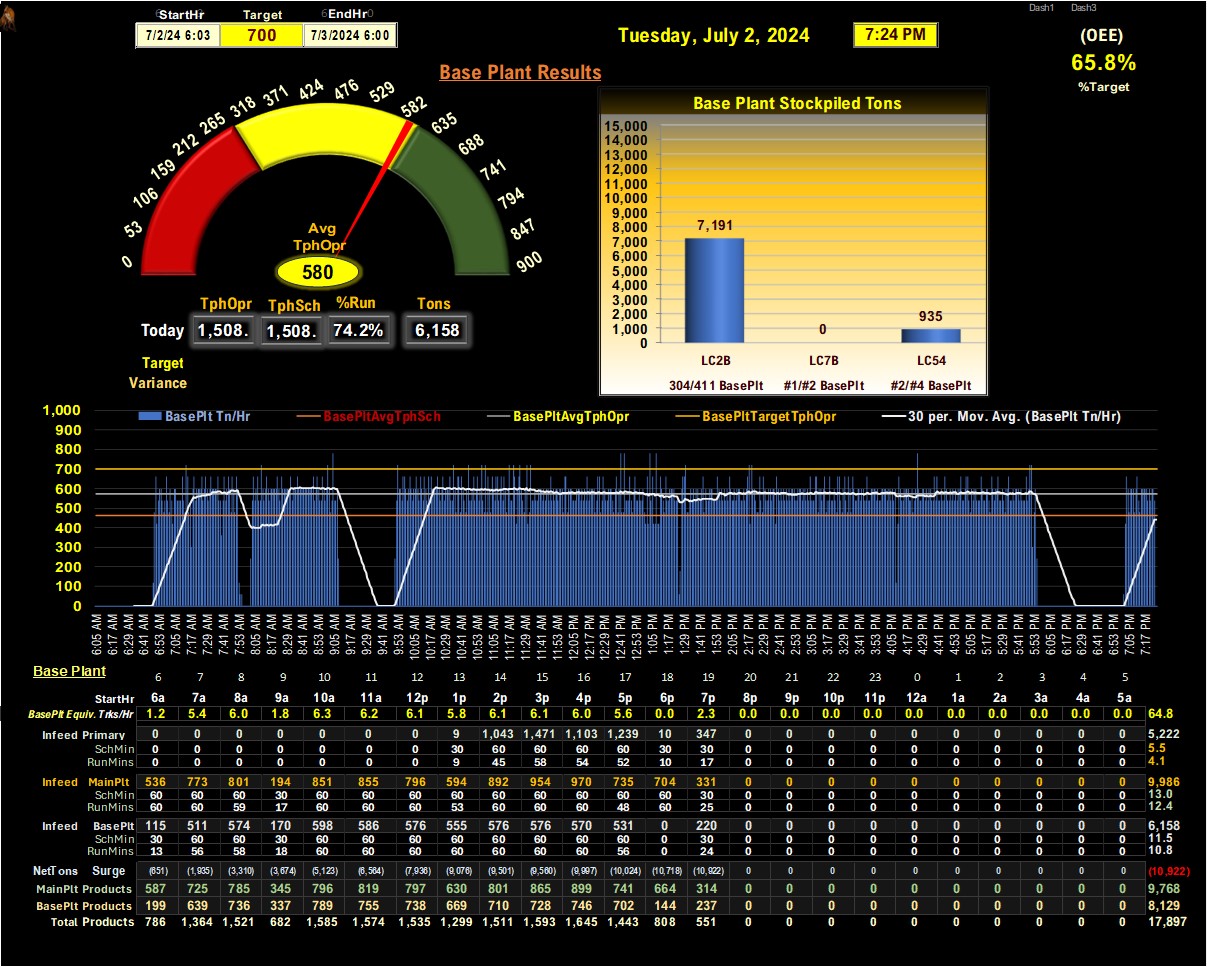 Dash1 Dash3
StartHr Target EndHr
7/2/24 6:03 700 7/3/2024 6:00
Tuesday, July 2, 2024 7:24 PM
(OEE)
65.8%
%Target
Base Plant Results
0 53 106 159 212 265 318 371 424 476 529 582 635 688 741 794 847 900
Avg
TphOpr
580
TphOpr TphSch %Run Tons
Today 1,508. 1,508. 74.2% 6,158
Target
Variance
Base Plant Stockpiled Tons
15,000
14,000
13,000
12,000
11,000
10,000
9,000
8,000
7,000
6,000
5,000
4,000
3,000
2,000
1,000
0
7,191 0 935
LC2B LC7B LC54
304/411 BasePlt #1/#2 BasePlt #2/#4 BasePlt
BasePlt Tn/Hr BasePltAvgTphSch BasePltAvgTphOpr BasePltTargetTphOpr 30 per. Mov. Avg. (BasePlt Tn/Hr)
1,000
900
800
700
600
500
400
300
200
100
0
6:05 AM 6:17 AM 6:29 AM 6:41 AM 6:53 AM 7:05 AM 7:17 AM 7:29 AM 7:41 AM 7:53 AM 8:05 AM 8:17 AM 8:29 AM 8:41 AM 8:53 AM 9:05 AM 9:17 AM 9:29 AM 9:41 AM 9:53 AM 10:05 AM 10:17 AM 10:29 AM 10:41 AM 10:53 AM 11:05 AM 11:17 AM 11:29 AM 11:41 AM 11:53 AM 12:05 PM 12:17 PM 12:29 PM 12:41 PM 12:53 PM 1:05 PM 1:17 PM 1:29 PM 1:41 PM 1:53 PM 2:05 PM 2:17 PM 2:29 PM 2:41 PM 2:53 PM 3:05 PM 3:17 PM 3:29 PM 3:41 PM 3:53 PM 4:05 PM 4:17 PM 4:29 PM 4:41 PM 4:53 PM 5:05 PM 5:17 PM 5:29 PM 5:41 PM 5:53 PM 6:05 PM 6:17 PM 6:29 PM 6:41 PM 6:53 PM 7:05 PM 7:17 PM
Base Plant
6 7 8 9 10 11 12 13 14 15 16 17 18 19 20 21 22 23 0 1 2 3 4 5
StartHr 6a 7a 8a 9a 10a 11a 12p 1p 2p 3p 4p 5p 6p 7p 8p 9p 10p 11p 12a 1a 2a 3a 4a 5a
BasePlt Equiv. Trks/Hr 1.2 5.4 6.0 1.8 6.3 6.2 6.1 5.8 6.1 6.1 6.0 5.6 0.0 2.3 0.0 0.0 0.0 0.0 0.0 0.0 0.0 0.0 0.0 0.0 64.8
Infeed Primary 0 0 0 0 0 0 0 9 1,043 1,471 1,103 1,239 10 347 0 0 0 0 0 0 0 0 0 0 5,222
SchMin 0 0 0 0 0 0 0 30 60 60 60 60 30 30 0 0 0 0 0 0 0 0 0 0 5.5
RunMins 0 0 0 0 0 0 0 9 45 58 54 52 10 17 0 0 0 0 0 0 0 0 0 0 4.1
Infeed MainPlt 536 773 801 194 851 855 796 594 892 954 970 735 704 331 0 0 0 0 0 0 0 0 0 0 9,986
SchMin 60 60 60 30 60 60 60 60 60 60 60 60 60 30 0 0 0 0 0 0 0 0 0 0 13.0
RunMins 60 60 59 17 60 60 60 53 60 60 60 48 60 25 0 0 0 0 0 0 0 0 0 0 12.4
Infeed BasePlt 115 511 574 170 598 586 576 555 576 576 570 531 0 220 0 0 0 0 0 0 0 0 0 0 6,158
SchMin 30 60 60 30 60 60 60 60 60 60 60 60 0 30 0 0 0 0 0 0 0 0 0 0 11.5
RunMins 13 56 58 18 60 60 60 60 60 60 60 56 0 24 0 0 0 0 0 0 0 0 0 0 10.8
NetTons Surge (651) (1,935) (3,310) (3,674) (5,123) (6,564) (7,936) (9,076) (9,501) (9,560) (9,997) (10,024) (10,718) (10,922) 0 0 0 0 0 0 0 0 0 0 (10,922)
MainPlt Products 587 725 785 345 796 819 797 630 801 865 899 741 664 314 0 0 0 0 0 0 0 0 0 0 9,768
BasePlt Products 199 639 736 337 789 755 738 669 710 728 746 702 144 237 0 0 0 0 0 0 0 0 0 0 8,129
Total Products 786 1,364 1,521 682 1,585 1,574 1,535 1,299 1,511 1,593 1,645 1,443 808 551 0 0 0 0 0 0 0 0 0 0 17,897